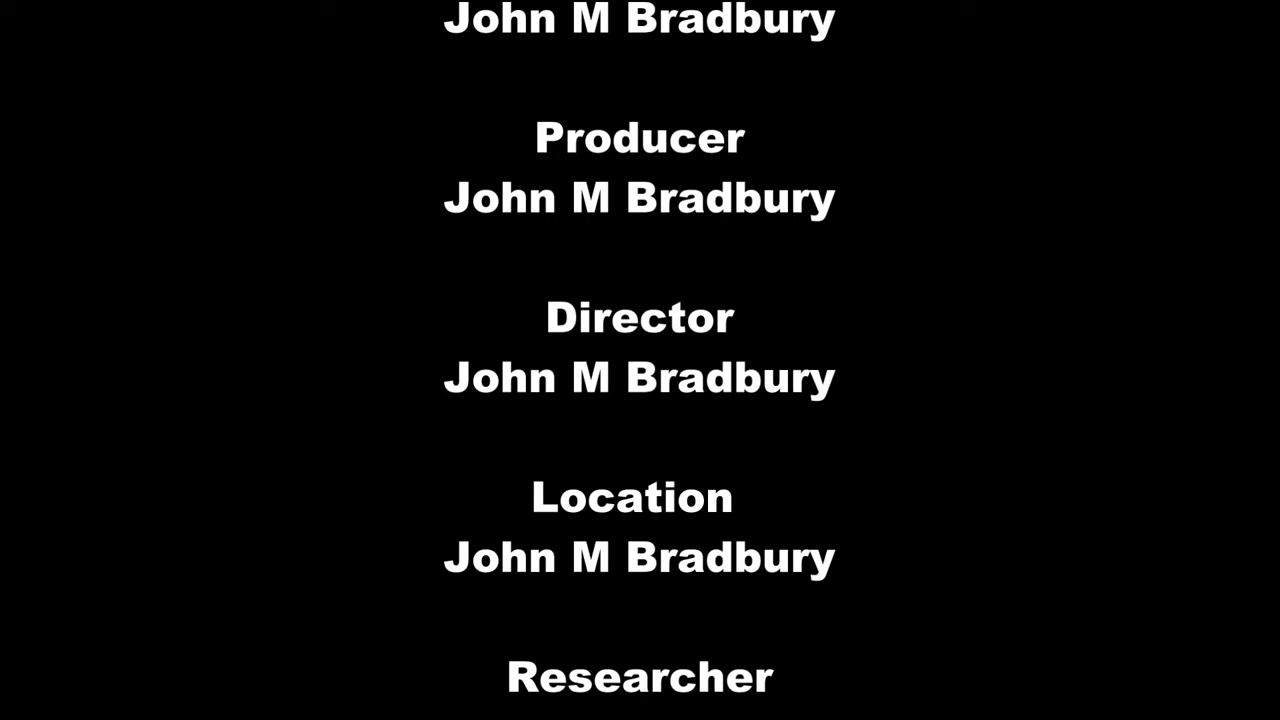 John M Bradbury
Producer
John M Bradbury
Director
John M Bradbury
Location
John M Bradbury
Researcher